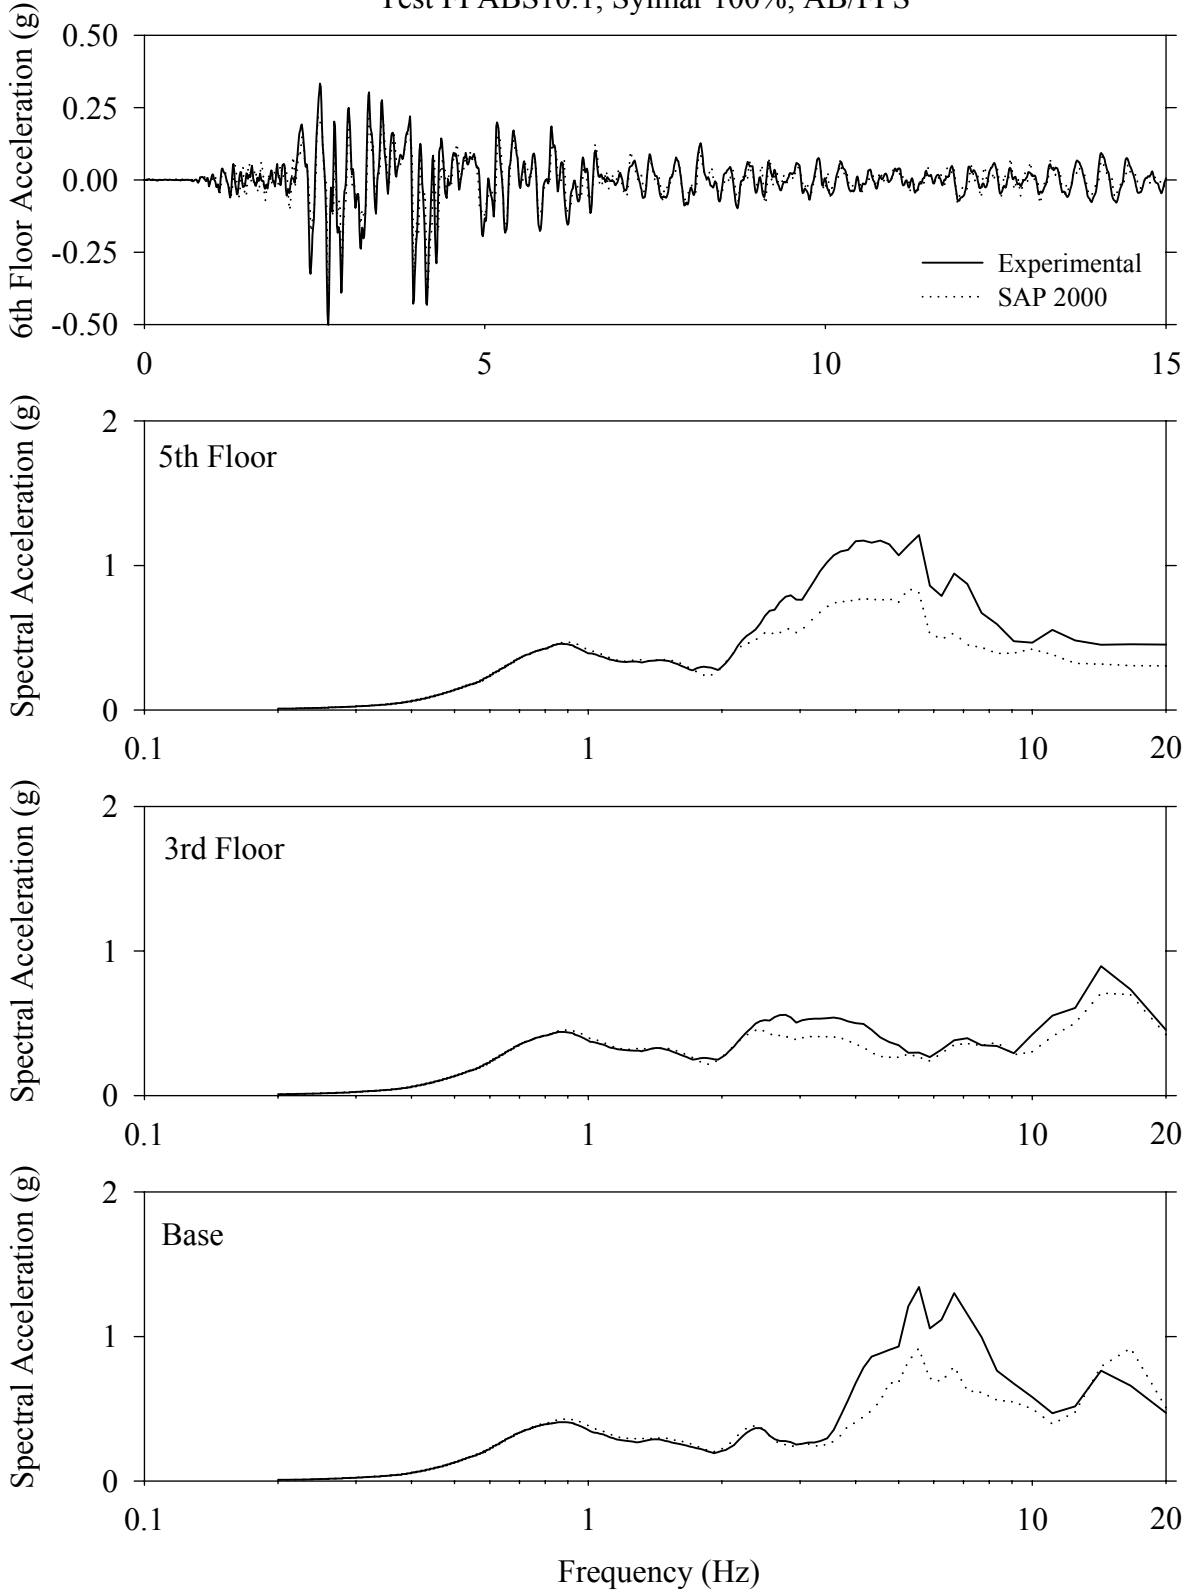 Test FPABS10.1, Sylmar 100%, AB/FPS
6th Floor Acceleration (g)
0.50
0.25
0.00
-0.25
-0.50
Experimental
SAP 2000
0 5 10 15
Spectral Acceleration (g)
2
1
0
5th Floor
0.1 1 10 20
Spectral Acceleration (g)
2
1
0
3rd Floor
0.1 1 10 20
Spectral Acceleration (g)
2
1
0
Base
0.1 1 10 20
Frequency (Hz)